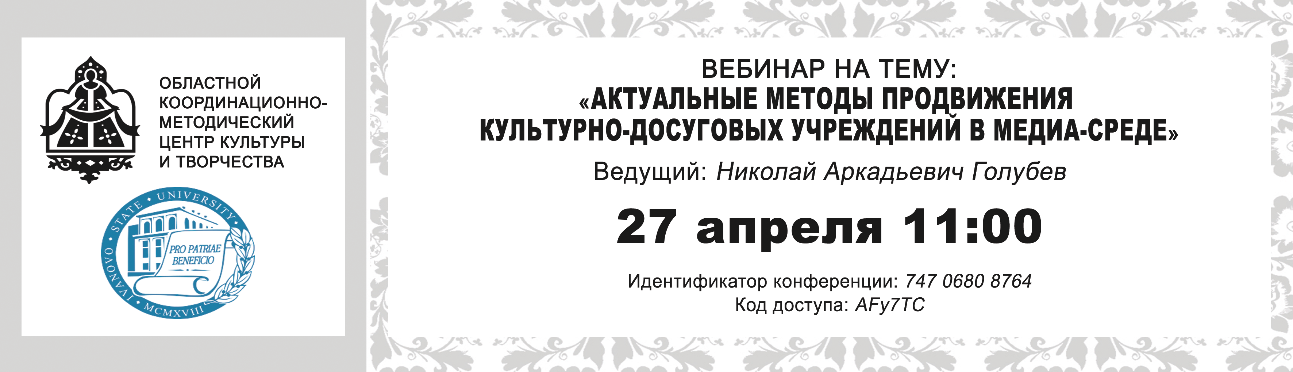 ОБЛАСТНОЙ
КООРДИНАЦИОННО-
МЕТОДИЧЕСКИЙ
ЦЕНТР КУЛЬТУРЫ
И ТВОРЧЕСТВА
IVANOVO • STATE • UNIVERSITY • MCMXVIII
PRO PATRIAE
BENEFICIO
ВЕБИНАР НА ТЕМУ:
«АКТУАЛЬНЫЕ МЕТОДЫ ПРОДВИЖЕНИЯ
КУЛЬТУРНО-ДОСУГОВЫХ УЧРЕЖДЕНИЙ В МЕДИА-СРЕДЕ»
Ведущий: Николай Аркадьевич Голубев
27 апреля 11:00
Идентификатор конференции: 747 0680 8764
Код доступа: AFy7TC